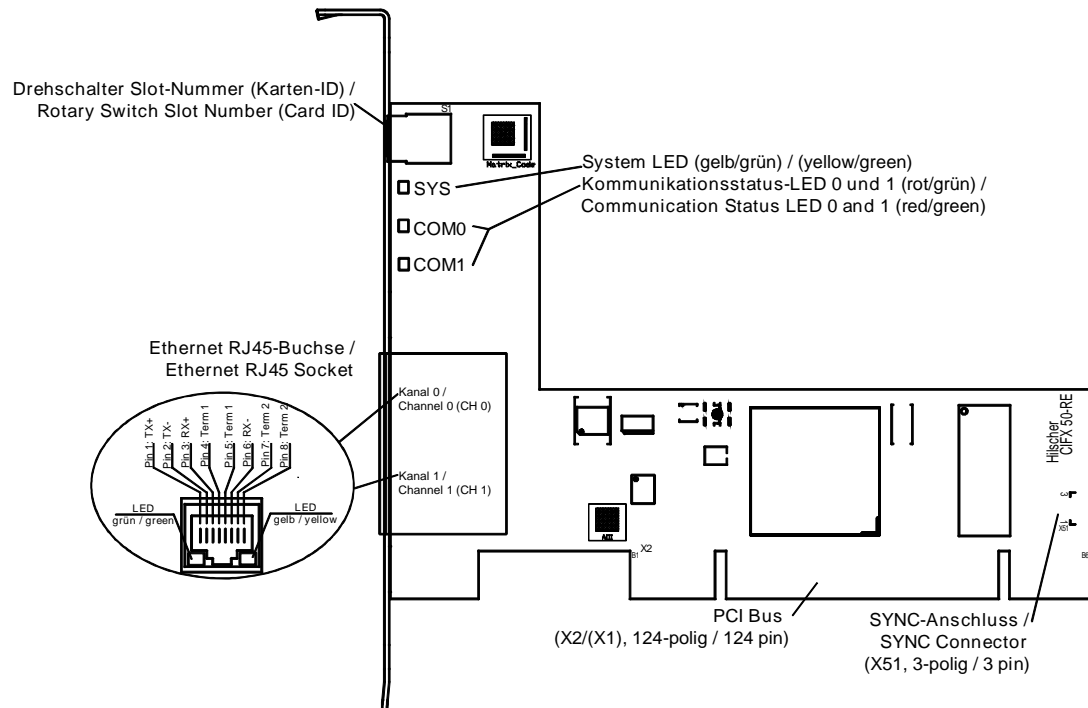 Drehschalter Slot-Nummer (Karten-ID) /
Rotary Switch Slot Number (Card ID)
S1
Matrix_Code
System LED (gelb/grün) / (yellow/green)
Kommunikationsstatus-LED 0 und 1 (rot/grün) /
Communication Status LED 0 and 1 (red/green)
SYS
COM0
COM1
Ethernet RJ45-Buchse /
Ethernet RJ45 Socket
Kanal 0 /
Channel 0 (CH 0)
Kanal 1 /
Channel 1 (CH 1)
Pin 1: TX+
Pin 2: TX-
Pin 3: RX+
Pin 4: Term 1
Pin 5: Term 1
Pin 6: RX-
Pin 7: Term 2
Pin 8: Term 2
LED
grün / green
LED
gelb / yellow
Hilscher
CIFX 50-RE
3
1
X51
B1
X2
PCI Bus
(X2/(X1), 124-polig / 124 pin)
SYNC-Anschluss /
SYNC Connector
(X51, 3-polig / 3 pin)